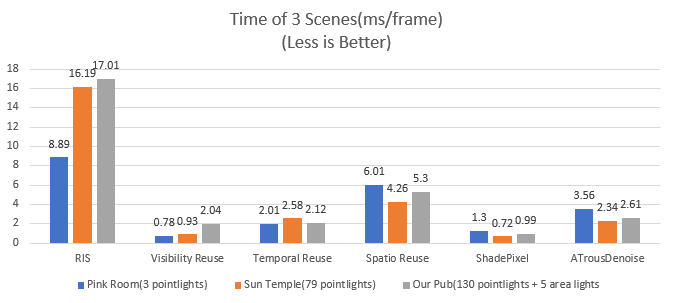 Time of 3 Scenes(ms/frame)
(Less is Better)
18
16
14
12
10
8
6
4
2
0
8.89 16.19 17.01
0.78 0.93 2.04
2.01 2.58 2.12
6.01 4.26 5.3
1.3 0.72 0.99
3.56 2.34 2.61
RIS Visibility Reuse Temporal Reuse Spatio Reuse ShadePixel ATrousDenoise
Pink Room(3 pointlights) Sun Temple(79 pointlights) Our Pub(130 pointlights + 5 area lights